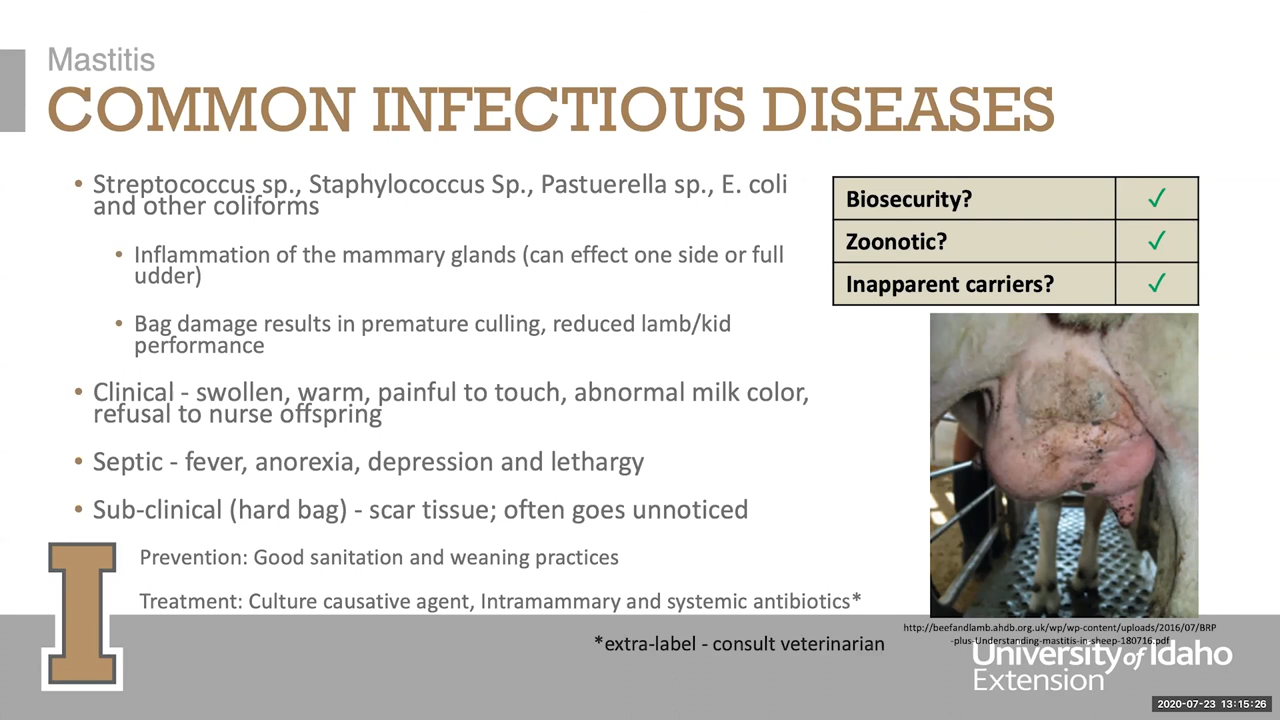 Mastitis
COMMON INFECTIOUS DISEASES
• Streptococcus sp., Staphylococcus Sp., Pastuerella sp., E. coli
and other coliforms
• Inflammation of the mammary glands (can effect one side or full
udder)
• Bag damage results in premature culling, reduced lamb/kid
performance
• Clinical - swollen, warm, painful to touch, abnormal milk color,
refusal to nurse offspring
• Septic - fever, anorexia, depression and lethargy
• Sub-clinical (hard bag) - scar tissue; often goes unnoticed
Prevention: Good sanitation and weaning practices
Treatment: Culture causative agent, Intramammary and systemic antibiotics*
*extra-label - consult veterinarian
Biosecurity? ✓
Zoonotic? ✓
Inapparent carriers? ✓
http://beefandlamb.ahdb.org.uk/wp/wp-content/uploads/2016/07/BRP
-plus-Understanding-mastitis-in-sheep-180716.pdf
I
University of Idaho
Extension
2020-07-23 13:15:26